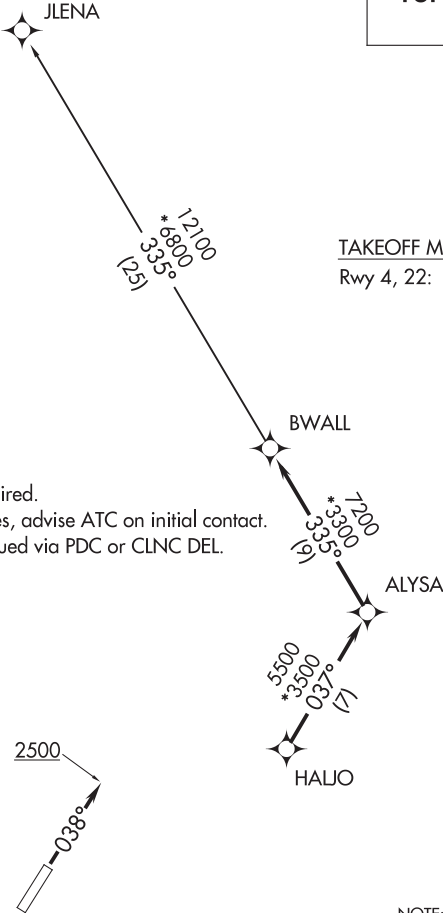 JLENA
12100
*6800
335°
(25)
TAKEOFF M
Rwy 4, 22:
BWALL
ired.
es, advise ATC on initial contact.
ued via PDC or CLNC DEL.
7200
*3300
335°
(9)
ALYSA
5500
*3500
037°
(7)
2500
HALJO
038°
NOTE: